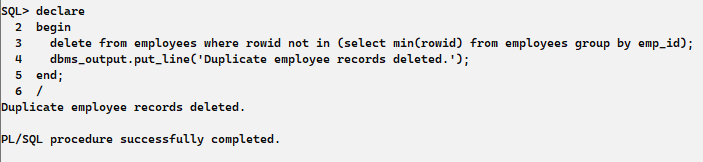 SQL> declare
  2  begin
  3    delete from employees where rowid not in (select min(rowid) from employees group by emp_id);
  4    dbms_output.put_line('Duplicate employee records deleted.');
  5  end;
  6  /
Duplicate employee records deleted.

PL/SQL procedure successfully completed.